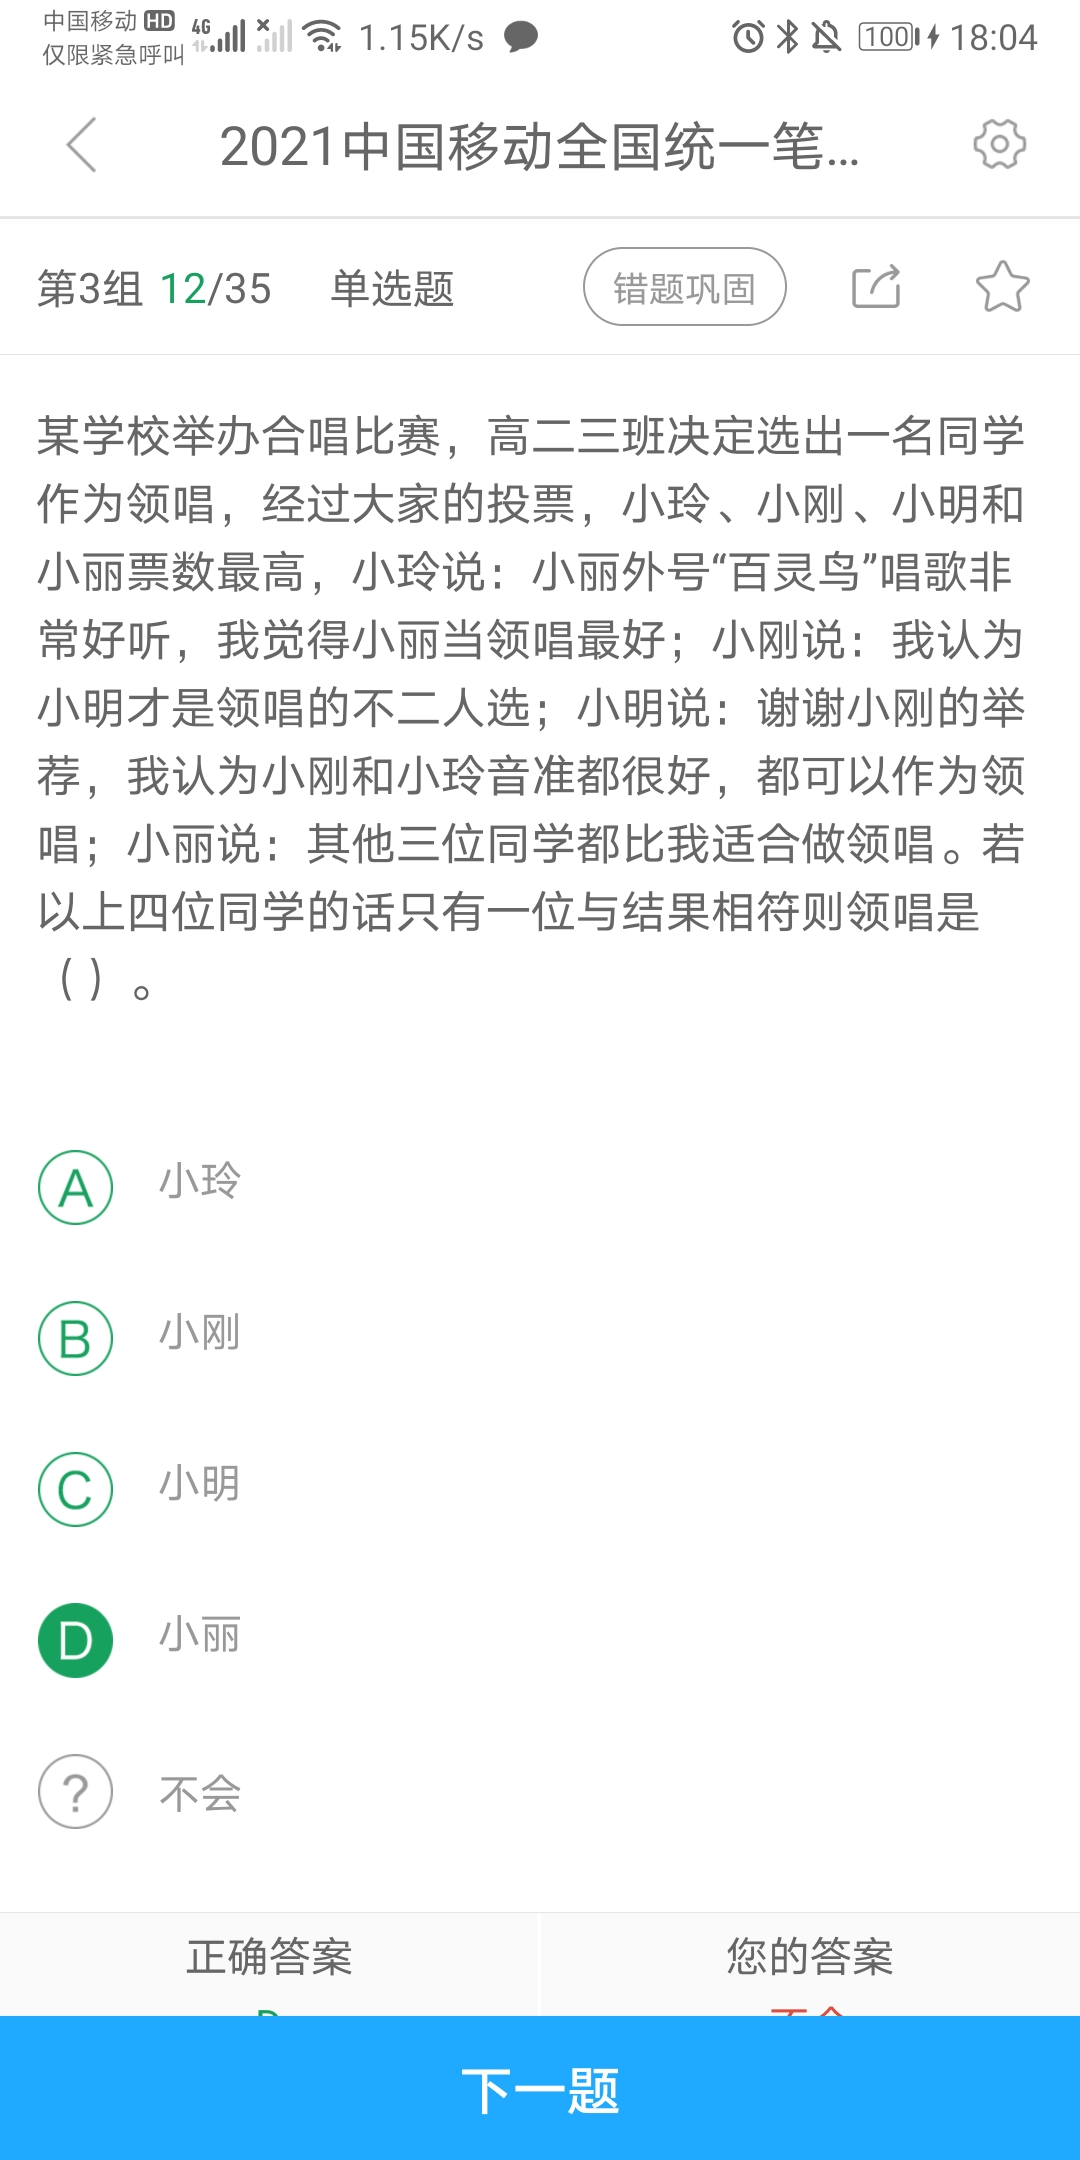 中国移动 HD 4G 1.15K/s 100 18:04
仅限紧急呼叫
2021中国移动全国统一笔...
第3组 12/35 单选题 错题巩固
某学校举办合唱比赛，高二三班决定选出一名同学
作为领唱，经过大家的投票，小玲、小刚、小明和
小丽票数最高，小玲说：小丽外号“百灵鸟”唱歌非
常好听，我觉得小丽当领唱最好；小刚说：我认为
小明才是领唱的不二人选；小明说：谢谢小刚的举
荐，我认为小刚和小玲音准都很好，都可以作为领
唱；小丽说：其他三位同学都比我适合做领唱。若
以上四位同学的话只有一位与结果相符则领唱是
（）。
A 小玲
B 小刚
C 小明
D 小丽
? 不会
正确答案 您的答案
下一题